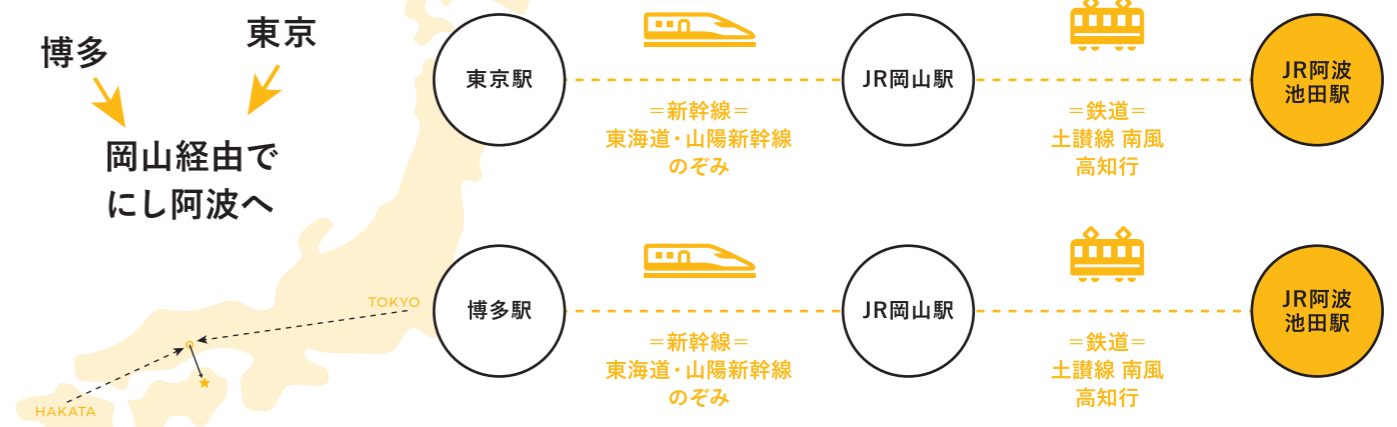 博多
東京
岡山経由で
にし阿波へ
TOKYO
HAKATA
東京駅
=新幹線=
東海道・山陽新幹線
のぞみ
JR岡山駅
=鉄道=
土讃線 南風
高知行
JR阿波
池田駅
博多駅
=新幹線=
東海道・山陽新幹線
のぞみ
JR岡山駅
=鉄道=
土讃線 南風
高知行
JR阿波
池田駅